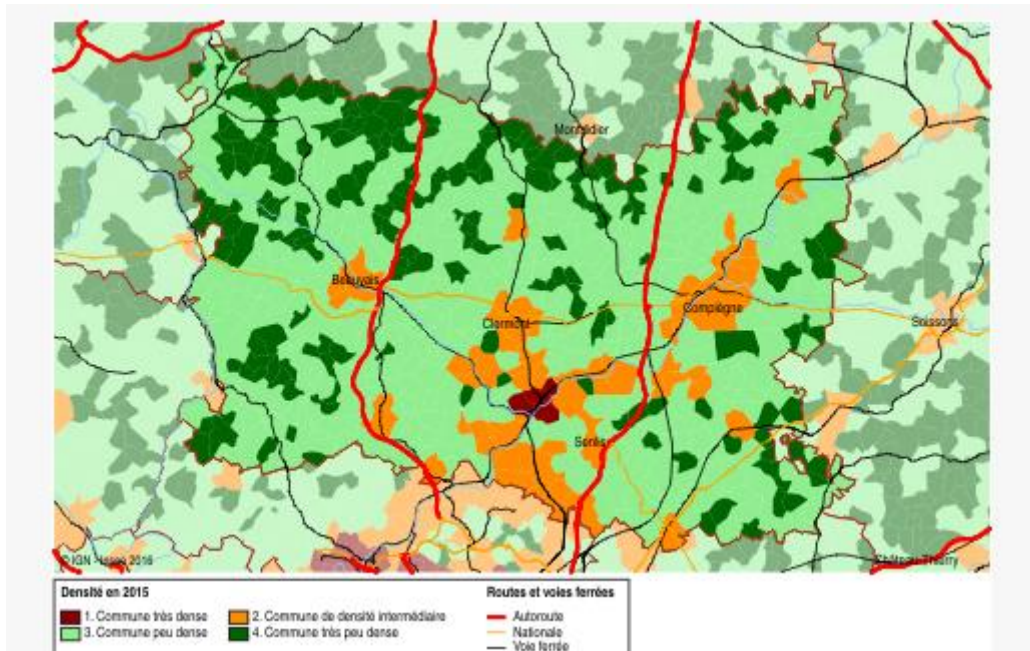 Montdidier
Beauvais
Compiègne
Clermont
Soissons
Senlis
© IGN - Insee 2016
Château-Thierry
Densité en 2015
Routes et voies ferrées
1. Commune très dense
2. Commune de densité intermédiaire
Autoroute
3. Commune peu dense
4. Commune très peu dense
Nationale
Voie ferrée